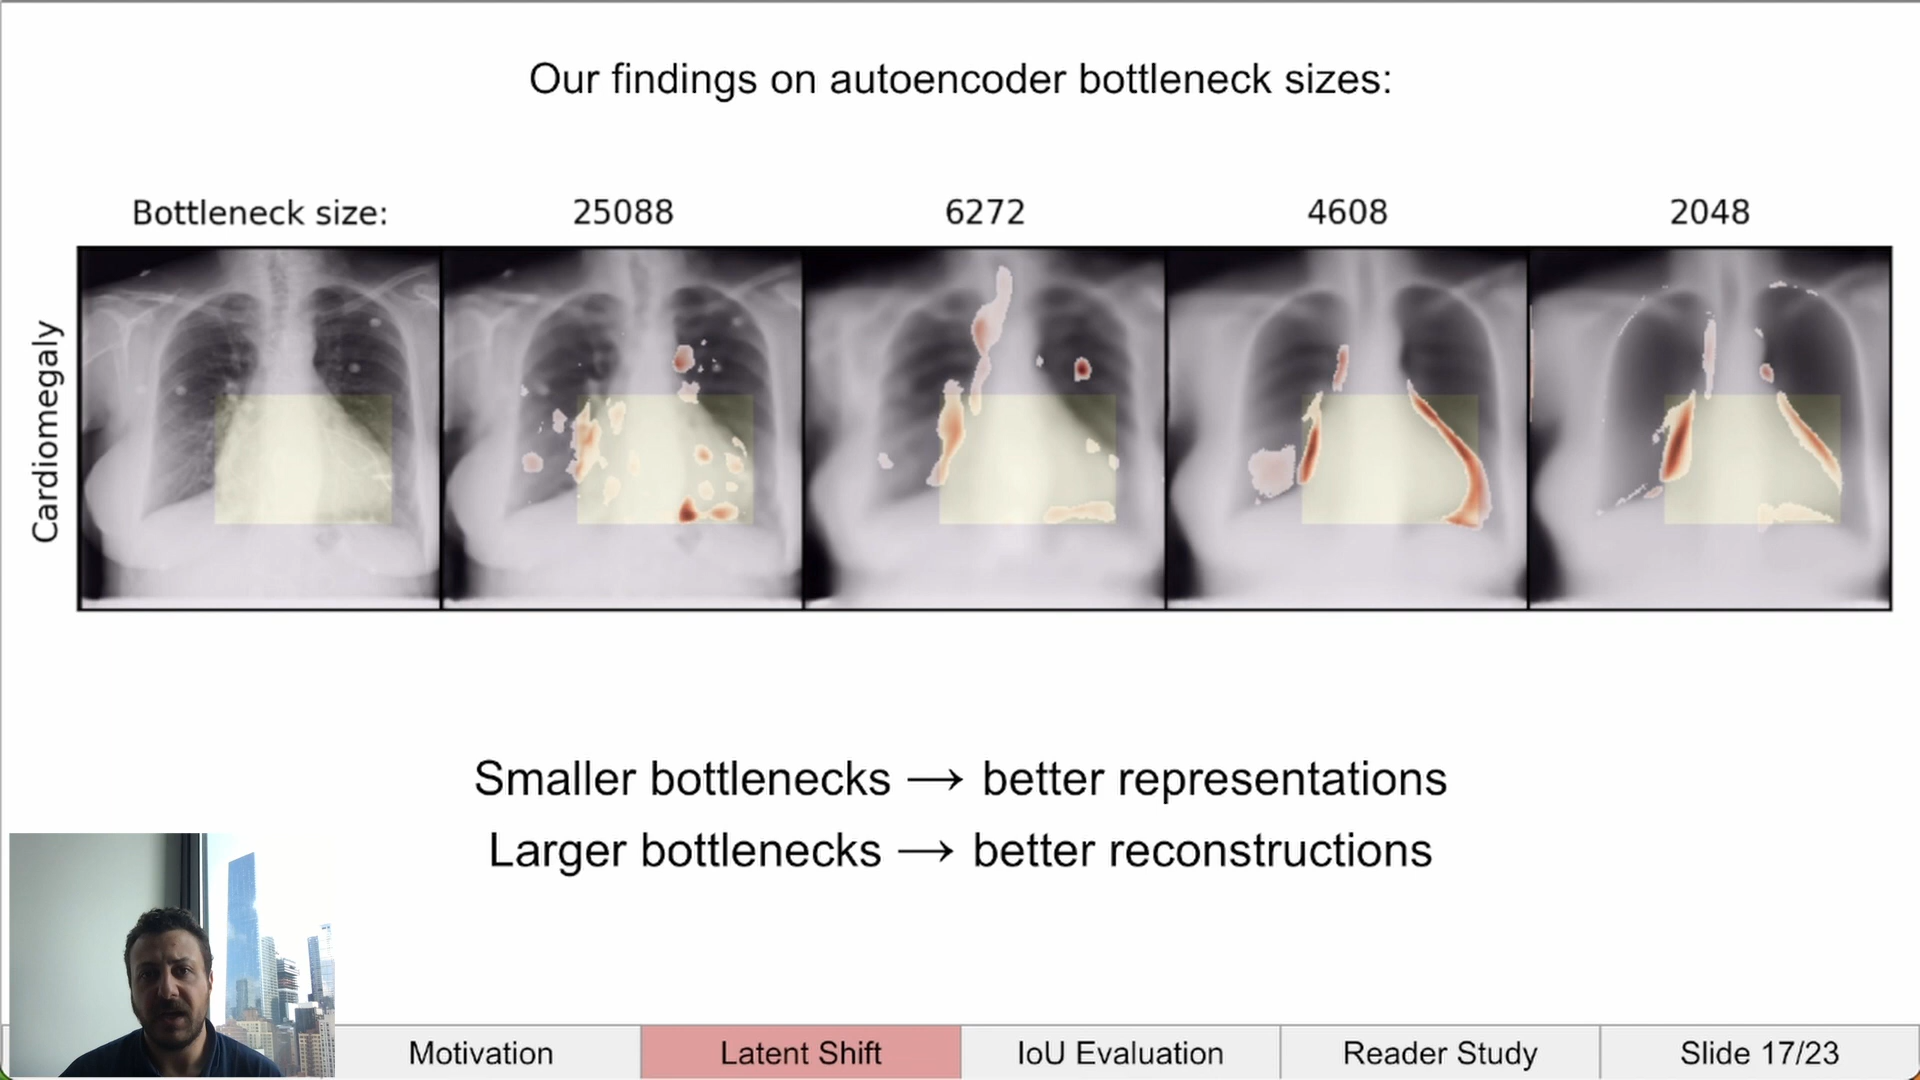 Our findings on autoencoder bottleneck sizes:
Bottleneck size: 25088 6272 4608 2048
Cardiomegaly
Smaller bottlenecks → better representations
Larger bottlenecks → better reconstructions
Motivation Latent Shift IoU Evaluation Reader Study Slide 17/23